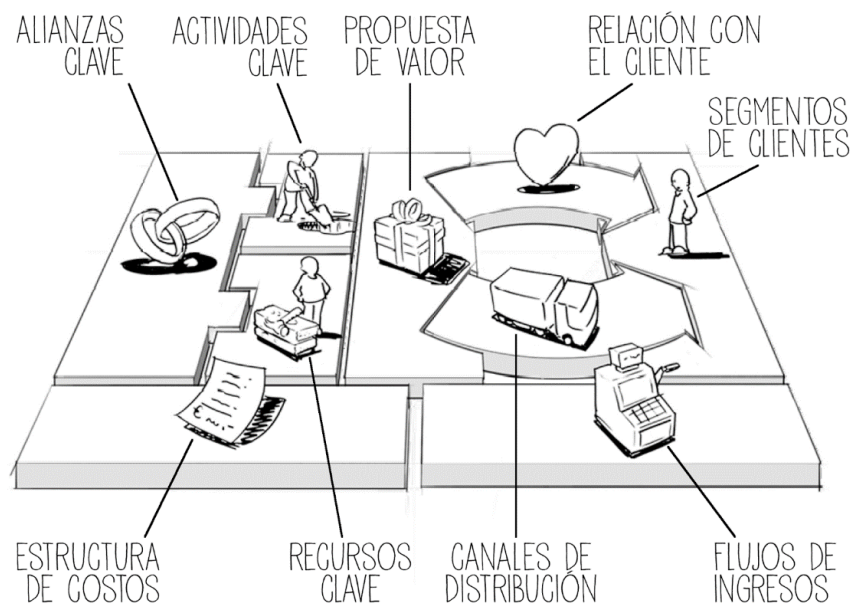 ALIANZAS
CLAVE
ACTIVIDADES
CLAVE
PROPUESTA
DE VALOR
RELACIÓN CON
EL CLIENTE
SEGMENTOS
DE CLIENTES
ESTRUCTURA
DE COSTOS
RECURSOS
CLAVE
CANALES DE
DISTRIBUCIÓN
FLUJOS DE
INGRESOS